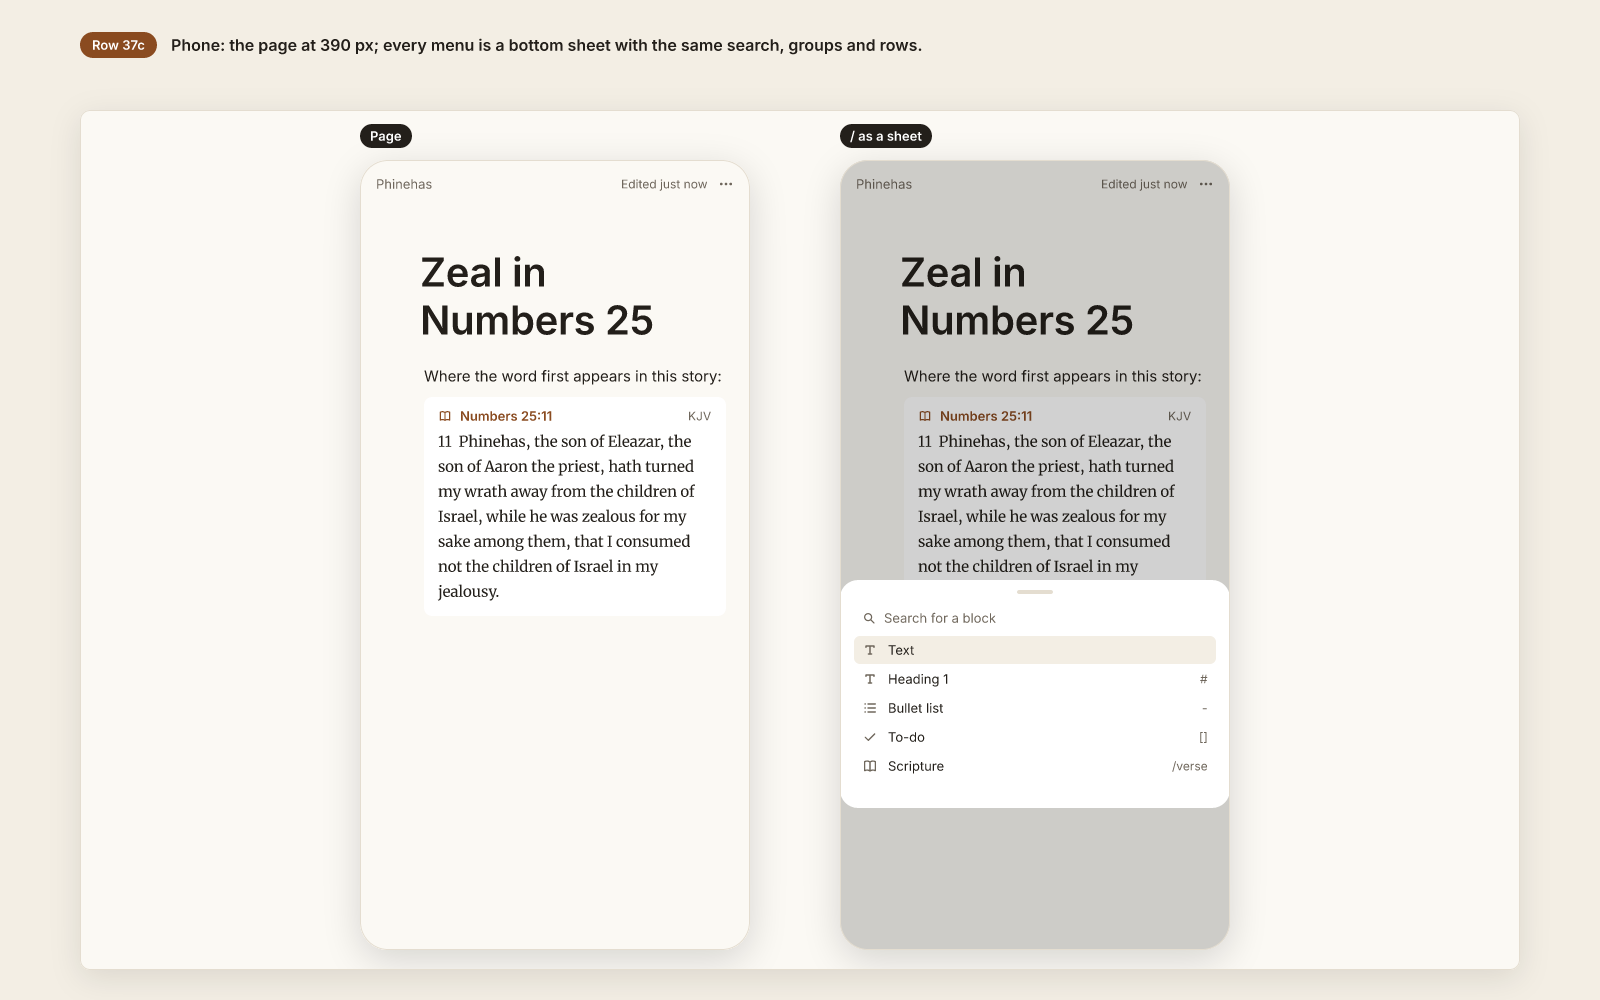 Row 37c Phone: the page at 390 px; every menu is a bottom sheet with the same search, groups and rows.
Page
Phinehas Edited just now
Zeal in
Numbers 25
Where the word first appears in this story:
Numbers 25:11 KJV
11 Phinehas, the son of Eleazar, the
son of Aaron the priest, hath turned
my wrath away from the children of
Israel, while he was zealous for my
sake among them, that I consumed
not the children of Israel in my
jealousy.
/ as a sheet
Phinehas Edited just now
Zeal in
Numbers 25
Where the word first appears in this story:
Numbers 25:11 KJV
11 Phinehas, the son of Eleazar, the
son of Aaron the priest, hath turned
my wrath away from the children of
Israel, while he was zealous for my
sake among them, that I consumed
not the children of Israel in my
Search for a block
Text
Heading 1 #
Bullet list -
To-do []
Scripture /verse